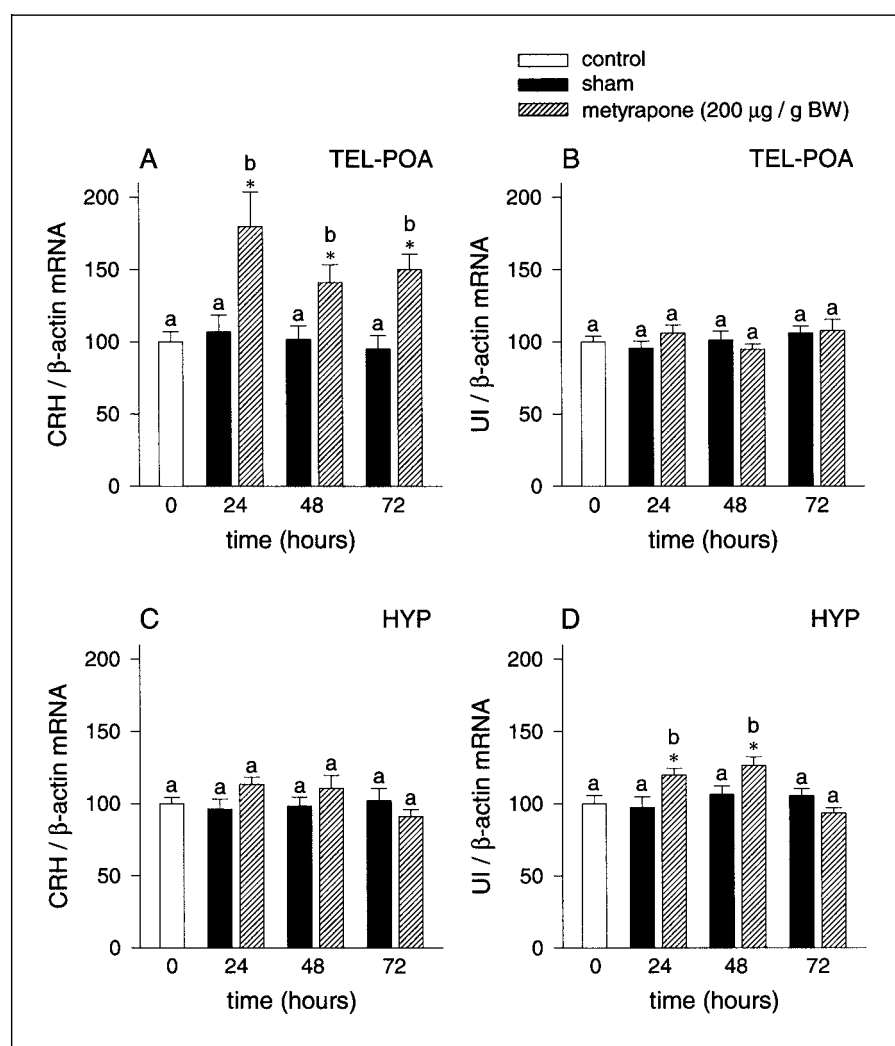 control
sham
metyrapone (200 µg / g BW)
A TEL-POA
CRH / β-actin mRNA
200
150
100
50
0
a a b * a b * a b *
0 24 48 72
time (hours)
B TEL-POA
UI / β-actin mRNA
200
150
100
50
0
a a a a a a a
0 24 48 72
time (hours)
C HYP
CRH / β-actin mRNA
200
150
100
50
0
a a a a a a a
0 24 48 72
time (hours)
D HYP
UI / β-actin mRNA
200
150
100
50
0
a a b * a b * a a
0 24 48 72
time (hours)